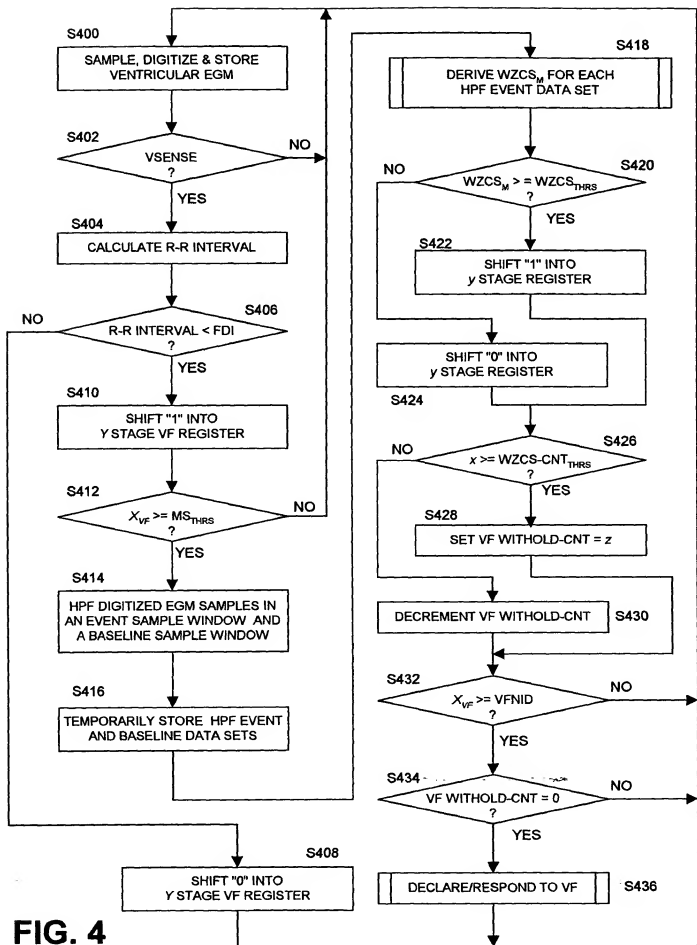 S400
SAMPLE, DIGITIZE & STORE
VENTRICULAR EGM
S402
VSENSE
?
NO
YES
S404
CALCULATE R-R INTERVAL
S406
NO
R-R INTERVAL < FDI
?
YES
S410
SHIFT "1" INTO
Y STAGE VF REGISTER
S412
X_VF >= MS_THRS
?
NO
YES
S414
HPF DIGITIZED EGM SAMPLES IN
AN EVENT SAMPLE WINDOW AND
A BASELINE SAMPLE WINDOW
S416
TEMPORARILY STORE HPF EVENT
AND BASELINE DATA SETS
S408
SHIFT "0" INTO
Y STAGE VF REGISTER
S418
DERIVE WZCS_M FOR EACH
HPF EVENT DATA SET
S420
NO
WZCS_M >= WZCS_THRS
?
YES
S422
SHIFT "1" INTO
y STAGE REGISTER
SHIFT "0" INTO
y STAGE REGISTER
S424
S426
NO
x >= WZCS-CNT_THRS
?
YES
S428
SET VF WITHOLD-CNT = z
DECREMENT VF WITHOLD-CNT
S430
S432
X_VF >= VFNID
?
NO
YES
S434
VF WITHOLD-CNT = 0
?
NO
YES
DECLARE/RESPOND TO VF
S436
FIG. 4